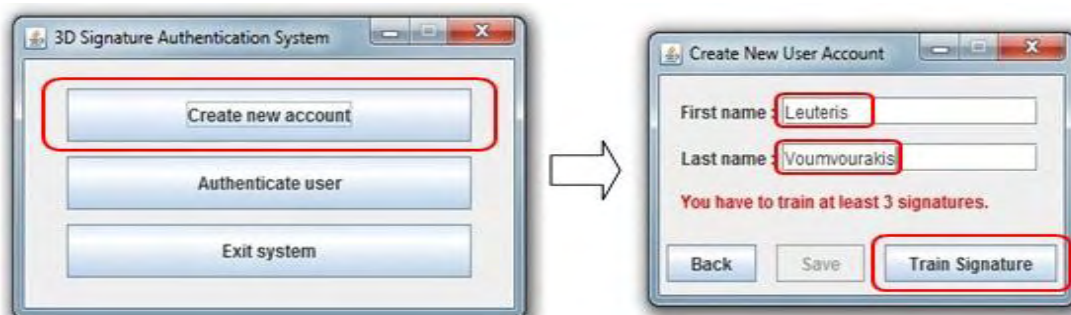 3D Signature Authentication System
Create new account
Authenticate user
Exit system
Create New User Account
First name : Leuteris
Last name : Voumvourakis
You have to train at least 3 signatures.
Back Save Train Signature